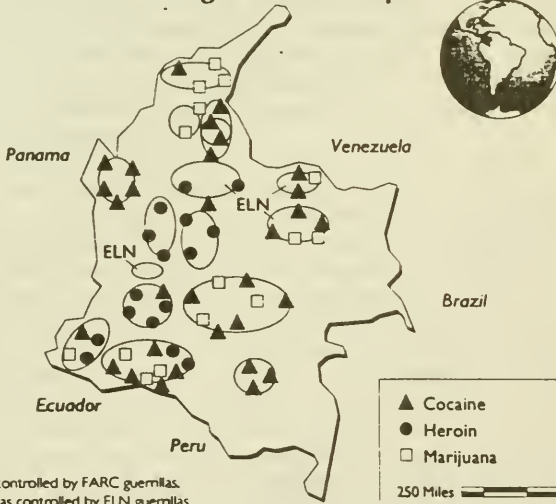 Panama
Venezuela
ELN
ELN
Brazil
Ecuador
Peru
Cocaine
Heroin
Marijuana
250 Miles
controlled by FARC guerrillas.
as controlled by ELN guerrillas